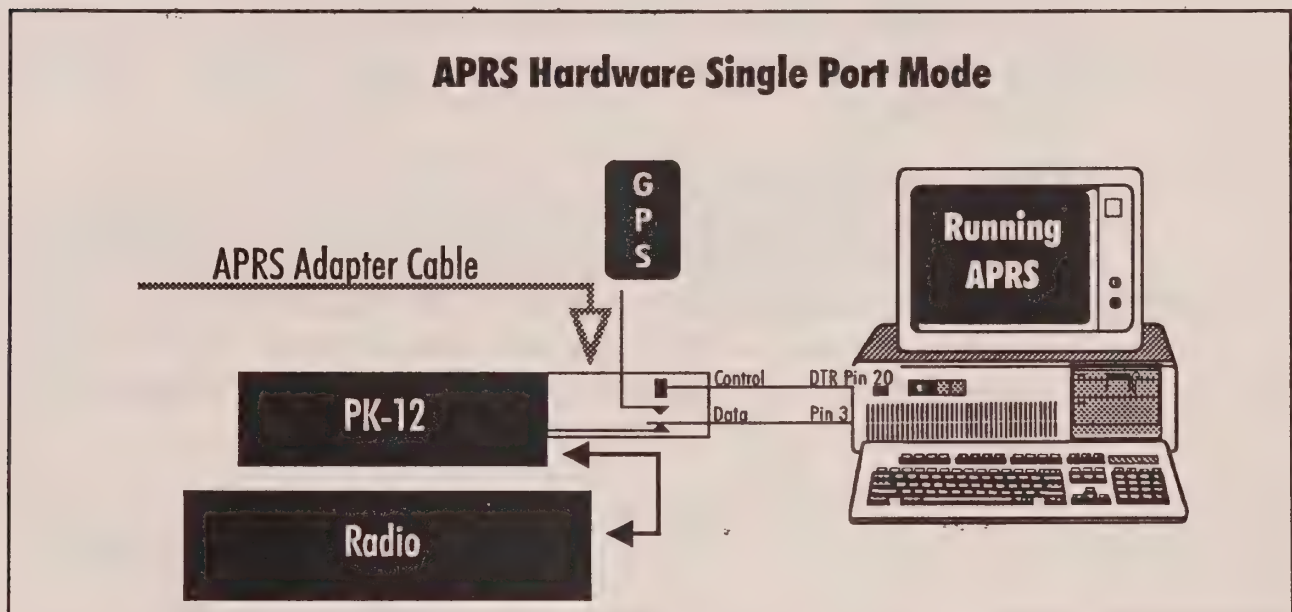 APRS Hardware Single Port Mode
GPS
Running
APRS
APRS Adapter Cable
Control
DTR Pin 20
PK-12
Data
Pin 3
Radio